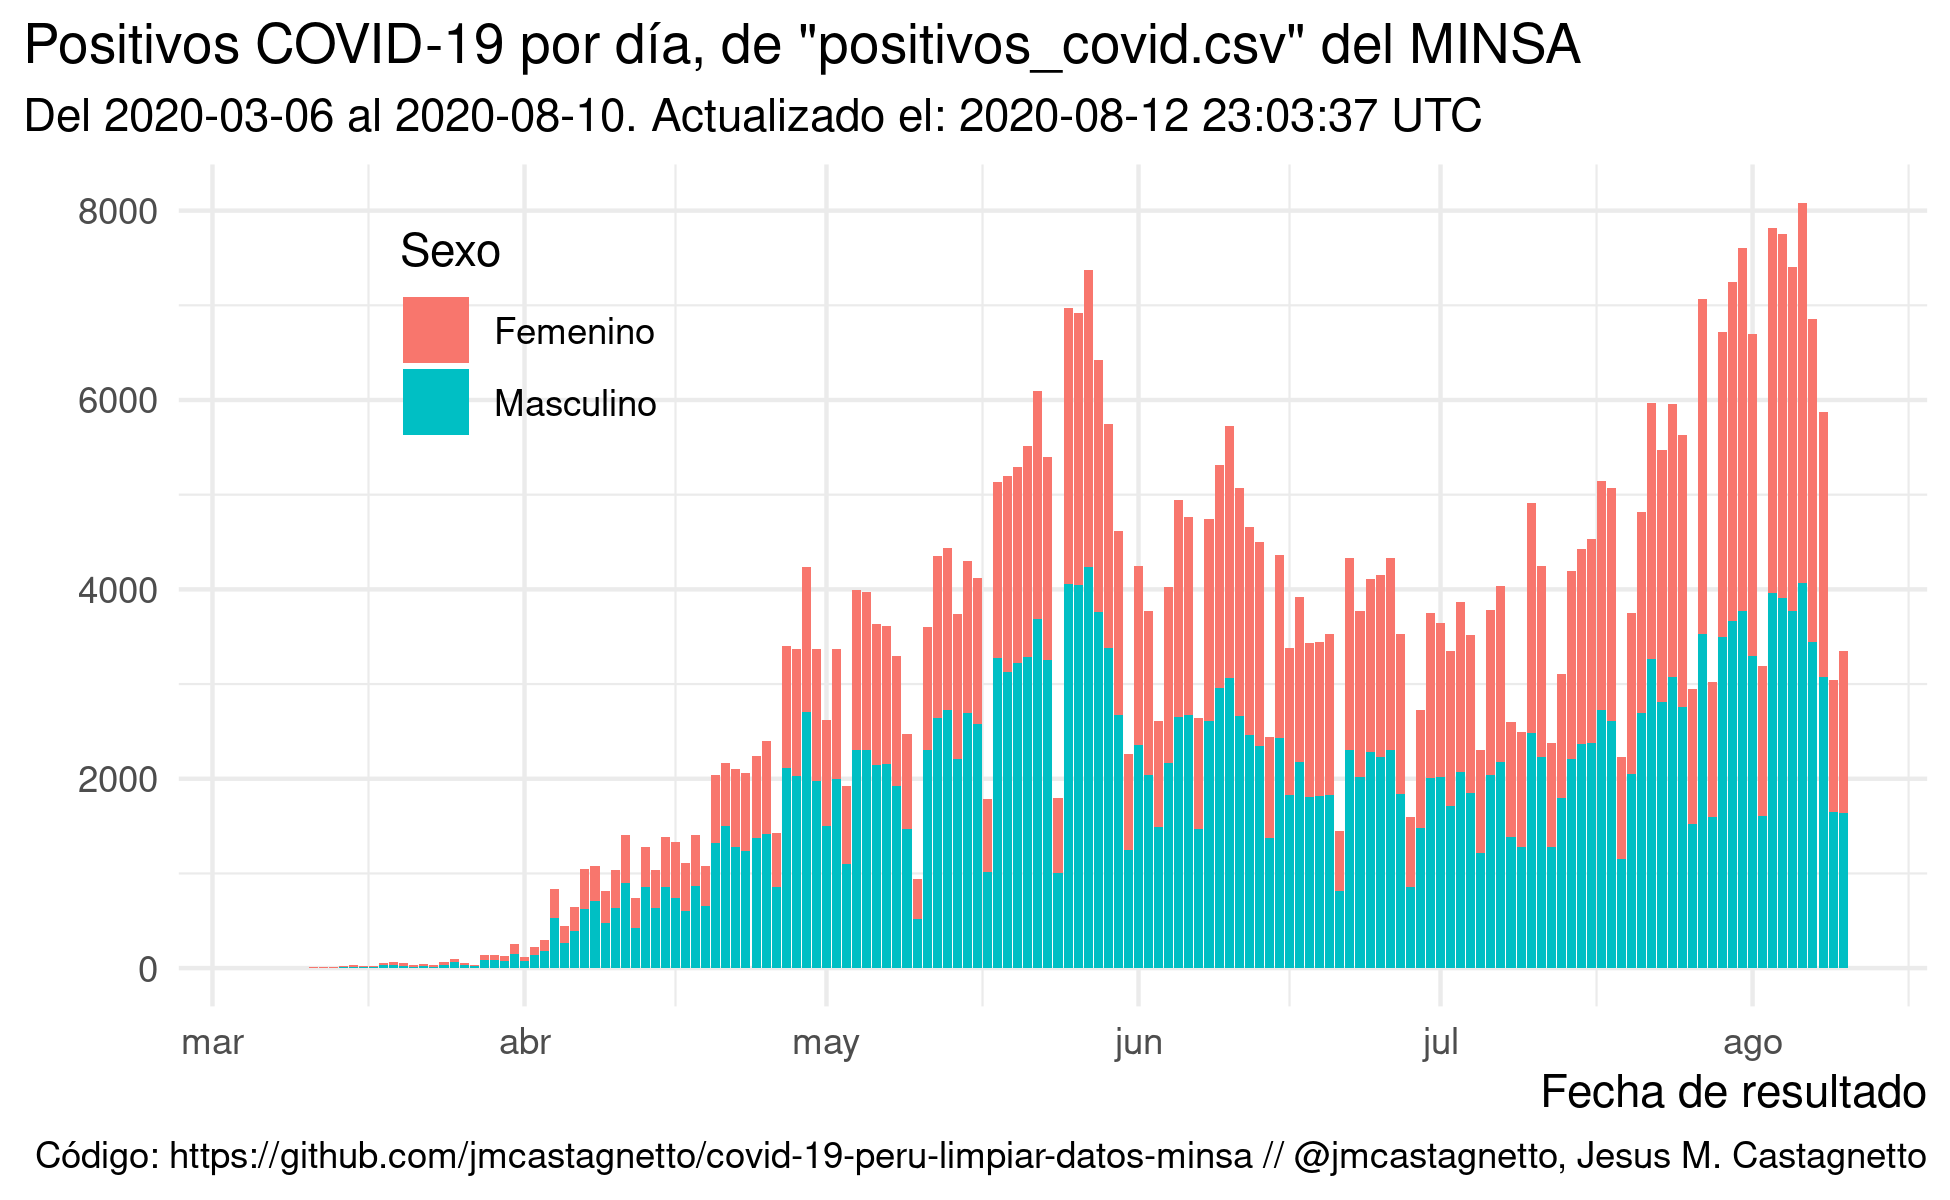 Positivos COVID-19 por día, de "positivos_covid.csv" del MINSA
Del 2020-03-06 al 2020-08-10. Actualizado el: 2020-08-12 23:03:37 UTC
8000
6000
4000
2000
0
Sexo
Femenino
Masculino
mar abr may jun jul ago
Fecha de resultado
Código: https://github.com/jmcastagnetto/covid-19-peru-limpiar-datos-minsa // @jmcastagnetto, Jesus M. Castagnetto